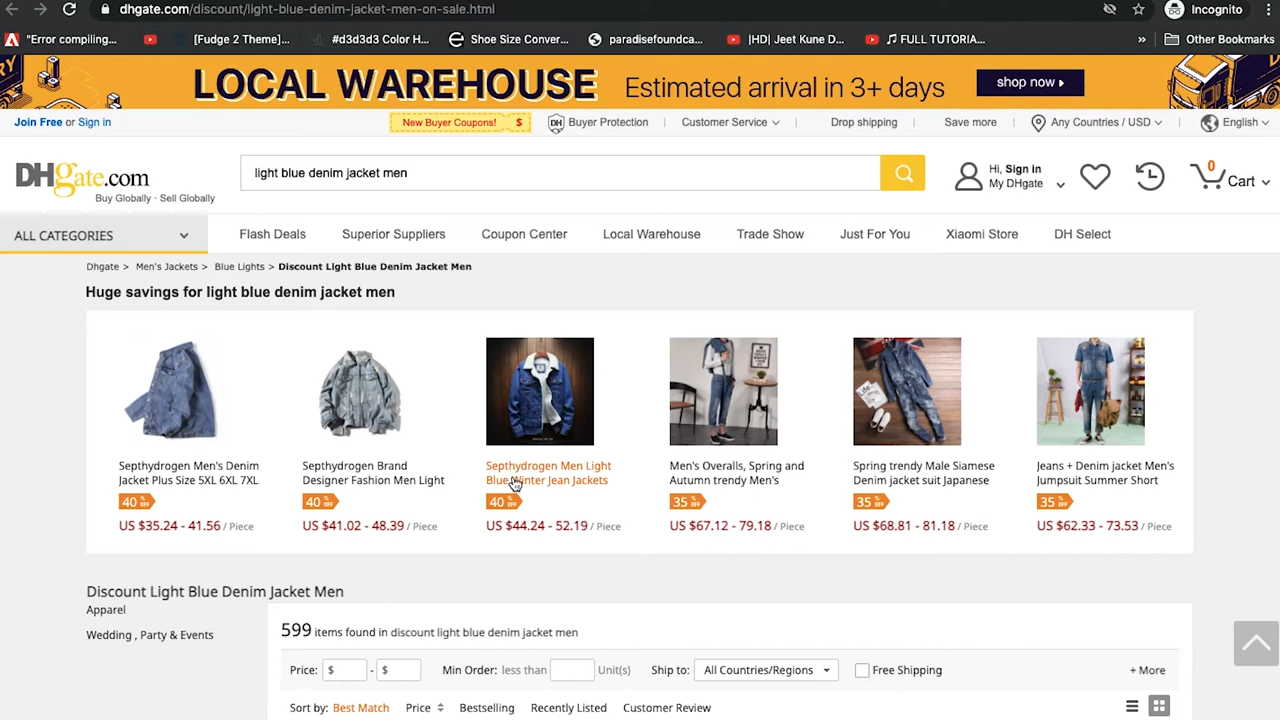 dhgate.com/discount/light-blue-denim-jacket-men-on-sale.html
Incognito
"Error compiling...
[Fudge 2 Theme]...
#d3d3d3 Color H...
Shoe Size Conver...
paradisefoundca...
|HD| Jeet Kune D...
♫ FULL TUTORIA...
»
Other Bookmarks
LOCAL WAREHOUSE
Estimated arrival in 3+ days
shop now
Join Free or Sign in
New Buyer Coupons! $
DH Buyer Protection
Customer Service
Drop shipping
Save more
Any Countries / USD
English
DHgate.com
Buy Globally · Sell Globally
light blue denim jacket men
Hi, Sign in
My DHgate
0
Cart
ALL CATEGORIES
Flash Deals
Superior Suppliers
Coupon Center
Local Warehouse
Trade Show
Just For You
Xiaomi Store
DH Select
Dhgate > Men's Jackets > Blue Lights > Discount Light Blue Denim Jacket Men
Huge savings for light blue denim jacket men
Septhydrogen Men's Denim
Jacket Plus Size 5XL 6XL 7XL
40 % OFF
US $35.24 - 41.56 / Piece
Septhydrogen Brand
Designer Fashion Men Light
40 % OFF
US $41.02 - 48.39 / Piece
Septhydrogen Men Light
Blue Winter Jean Jackets
40 % OFF
US $44.24 - 52.19 / Piece
Men's Overalls, Spring and
Autumn trendy Men's
35 % OFF
US $67.12 - 79.18 / Piece
Spring trendy Male Siamese
Denim jacket suit Japanese
35 % OFF
US $68.81 - 81.18 / Piece
Jeans + Denim jacket Men's
Jumpsuit Summer Short
35 % OFF
US $62.33 - 73.53 / Piece
Discount Light Blue Denim Jacket Men
Apparel
Wedding , Party & Events
599 items found in discount light blue denim jacket men
Price: $ - $
Min Order: less than Unit(s)
Ship to: All Countries/Regions
Free Shipping
+ More
Sort by: Best Match
Price
Bestselling
Recently Listed
Customer Review